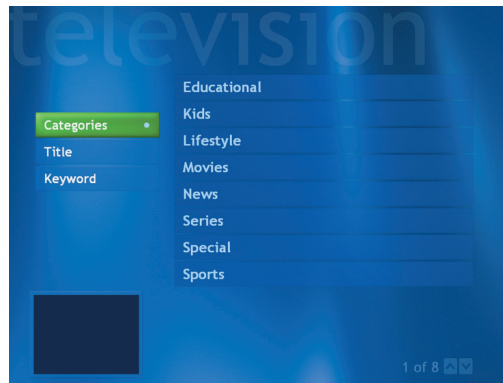 television
Categories
Title
Keyword
Educational
Kids
Lifestyle
Movies
News
Series
Special
Sports
1 of 8